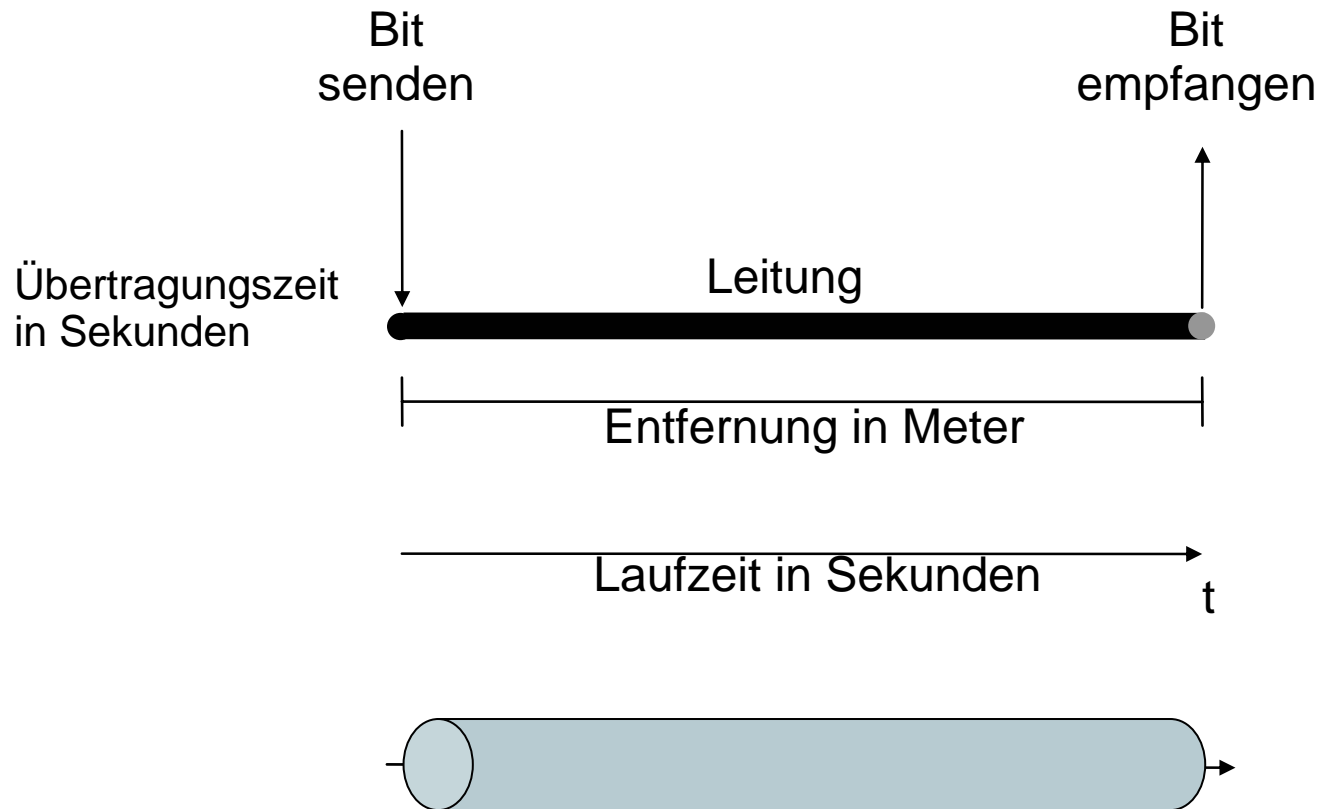 Bit
senden
Bit
empfangen
Übertragungszeit
in Sekunden
Leitung
Entfernung in Meter
Laufzeit in Sekunden
t